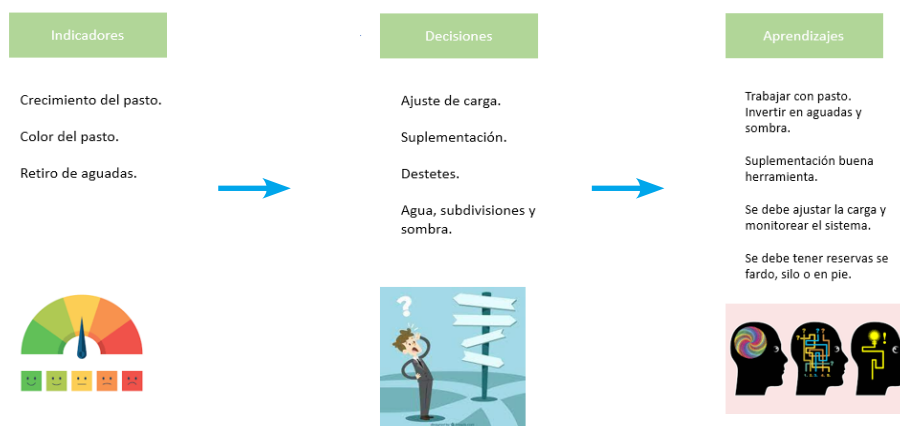 Indicadores
Crecimiento del pasto.
Color del pasto.
Retiro de aguadas.
Decisiones
Ajuste de carga.
Suplementación.
Destetes.
Agua, subdivisiones y
sombra.
Aprendizajes
Trabajar con pasto.
Invertir en aguadas y
sombra.
Suplementación buena
herramienta.
Se debe ajustar la carga y
monitorear el sistema.
Se debe tener reservas se
fardo, silo o en pie.